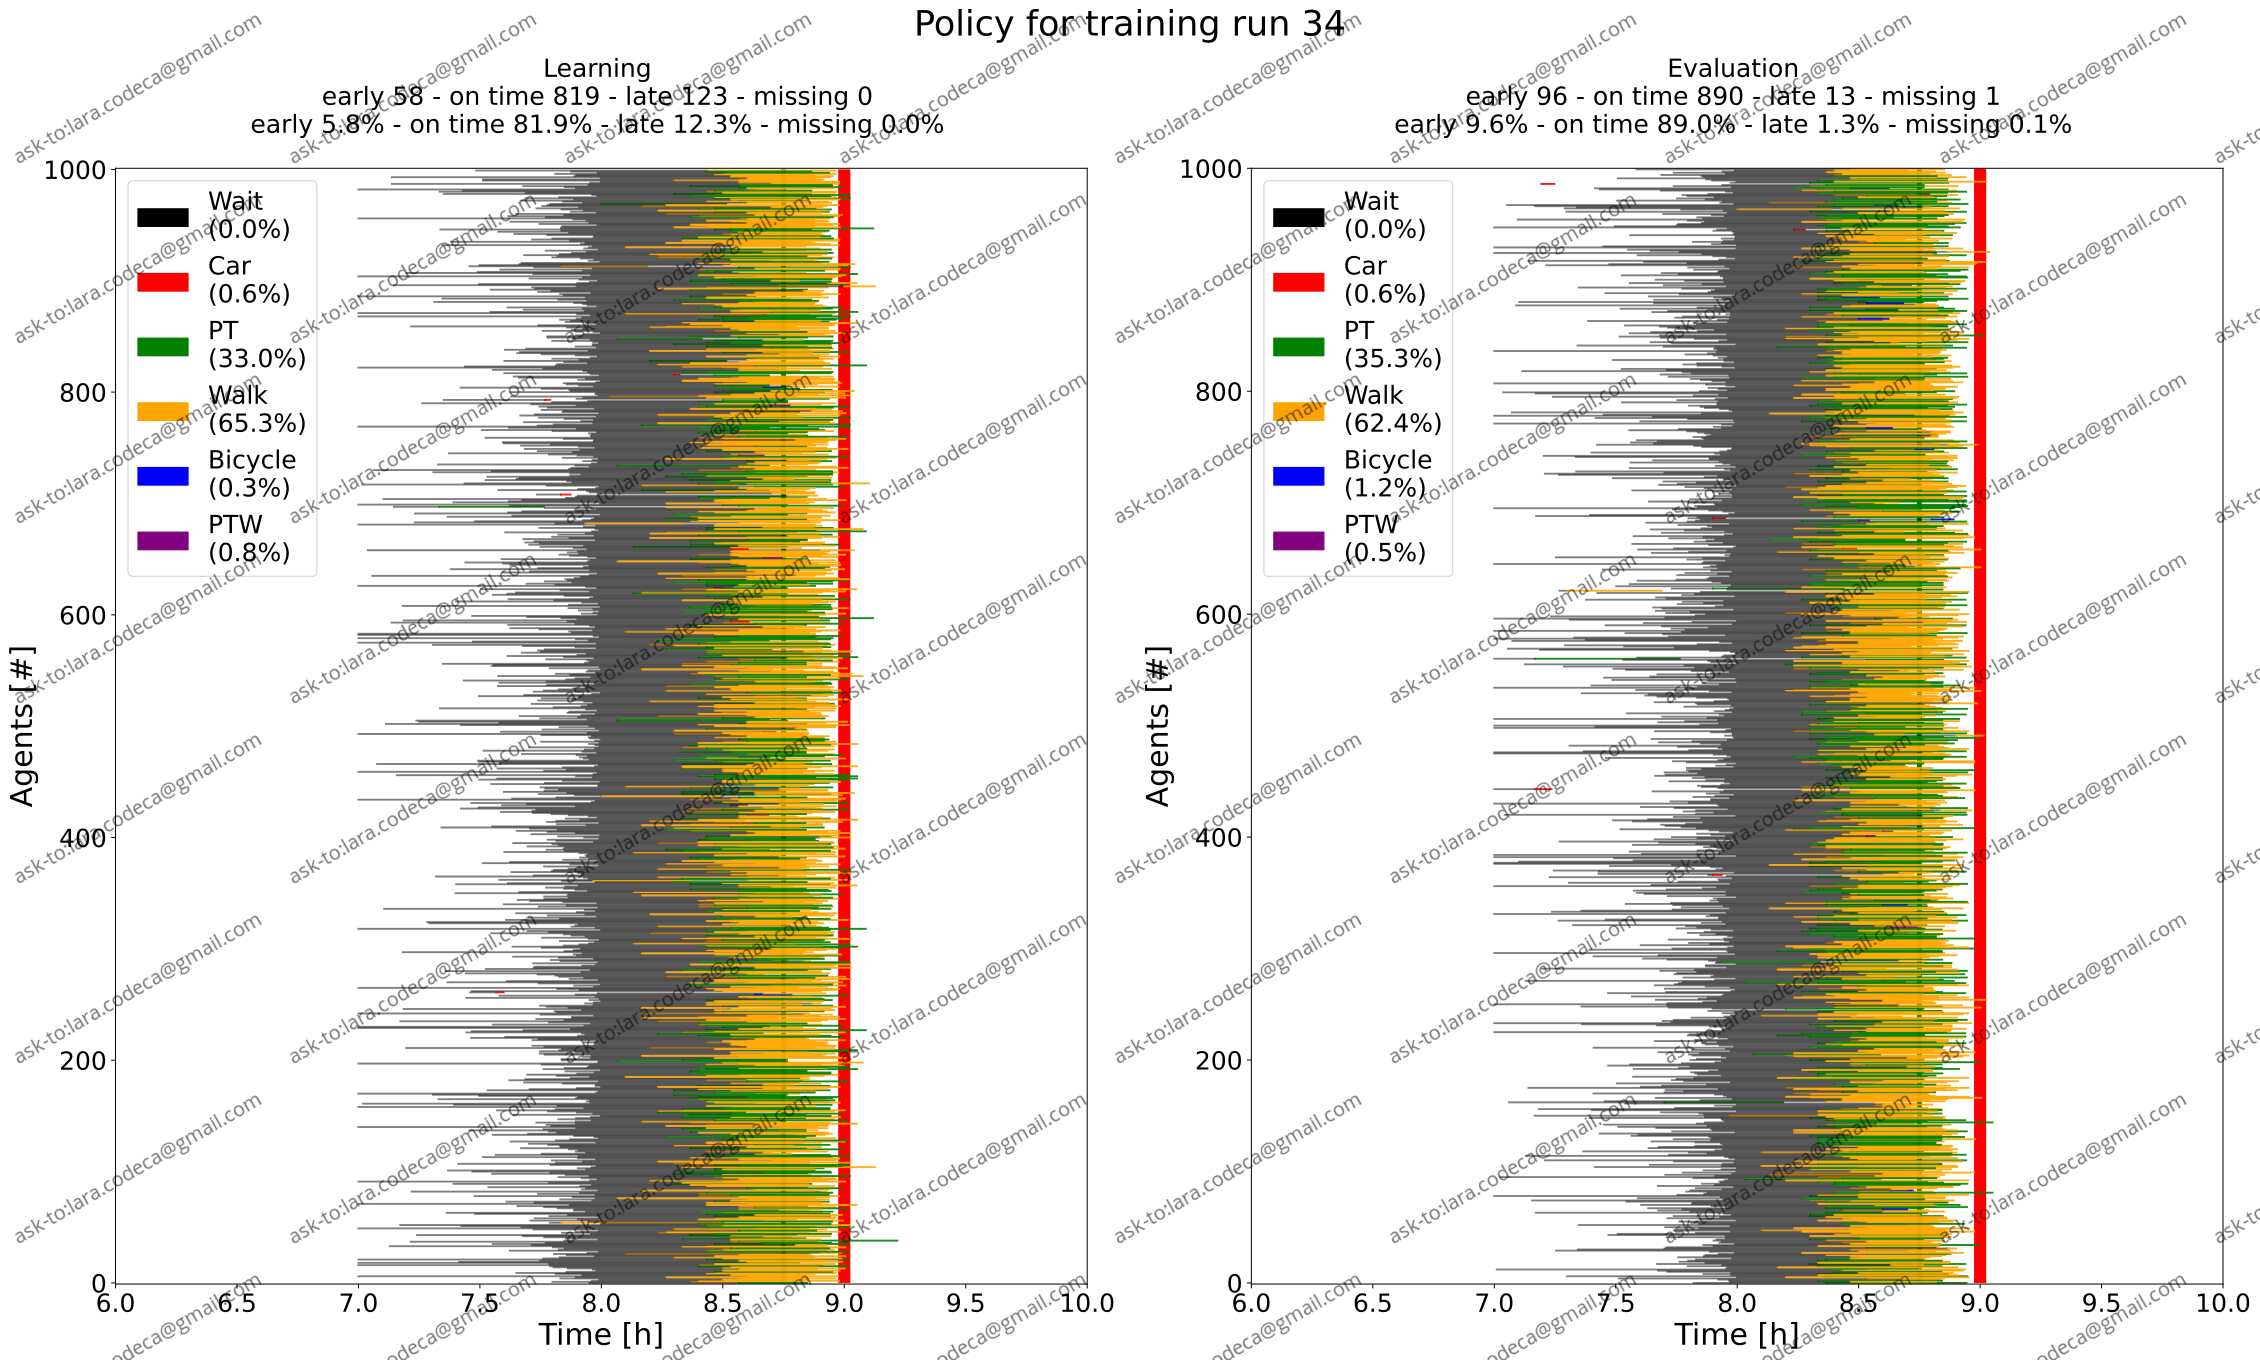 Policy for training run 34
Learning
early 58 - on time 819 - late 123 - missing 0
early 5.8% - on time 81.9% - late 12.3% - missing 0.0%
Wait
(0.0%)
Car
(0.6%)
PT
(33.0%)
Walk
(65.3%)
Bicycle
(0.3%)
PTW
(0.8%)
Agents [#]
1000
800
600
400
200
0
6.0 6.5 7.0 7.5 8.0 8.5 9.0 9.5 10.0
Time [h]
Evaluation
early 96 - on time 890 - late 13 - missing 1
early 9.6% - on time 89.0% - late 1.3% - missing 0.1%
Wait
(0.0%)
Car
(0.6%)
PT
(35.3%)
Walk
(62.4%)
Bicycle
(1.2%)
PTW
(0.5%)
Agents [#]
1000
800
600
400
200
0
6.0 6.5 7.0 7.5 8.0 8.5 9.0 9.5 10.0
Time [h]
ask-to:lara.codeca@gmail.com